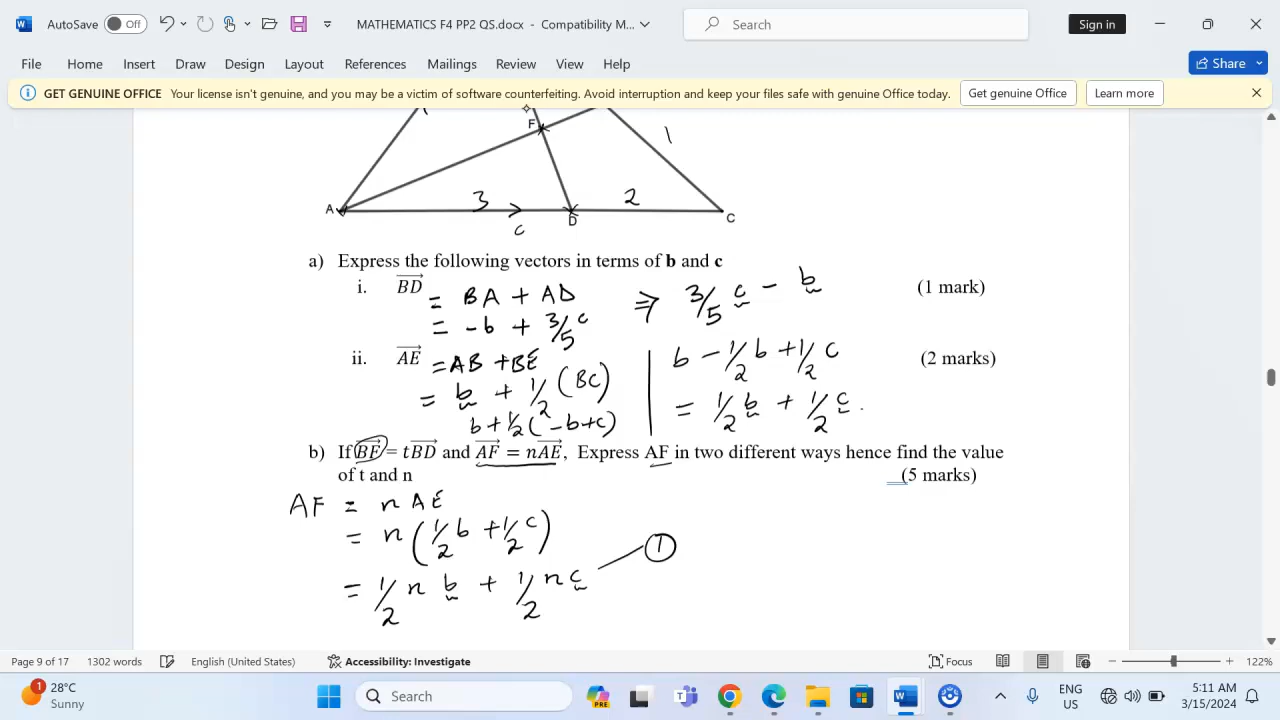 AutoSave Off MATHEMATICS F4 PP2 QS.docx - Compatibility M... Search Sign in
File Home Insert Draw Design Layout References Mailings Review View Help Share
GET GENUINE OFFICE Your license isn't genuine, and you may be a victim of software counterfeiting. Avoid interruption and keep your files safe with genuine Office today. Get genuine Office Learn more
F
1
A 3 2
D C
c
a) Express the following vectors in terms of b and c
i. BD = BA + AD ⇒ 3/5 c - b (1 mark)
= -b + 3/5 c
ii. AE = AB + BE b - 1/2 b + 1/2 c (2 marks)
= b + 1/2 (BC) = 1/2 b + 1/2 c.
b + 1/2 (-b+c)
b) If BF = tBD and AF = nAE, Express AF in two different ways hence find the value
of t and n (5 marks)
AF = n AE
= n (1/2 b + 1/2 c)
= 1/2 n b + 1/2 n c 1
Page 9 of 17 1302 words English (United States) Accessibility: Investigate Focus 122%
1 28°C Sunny Search PRE ENG US 5:11 AM 3/15/2024